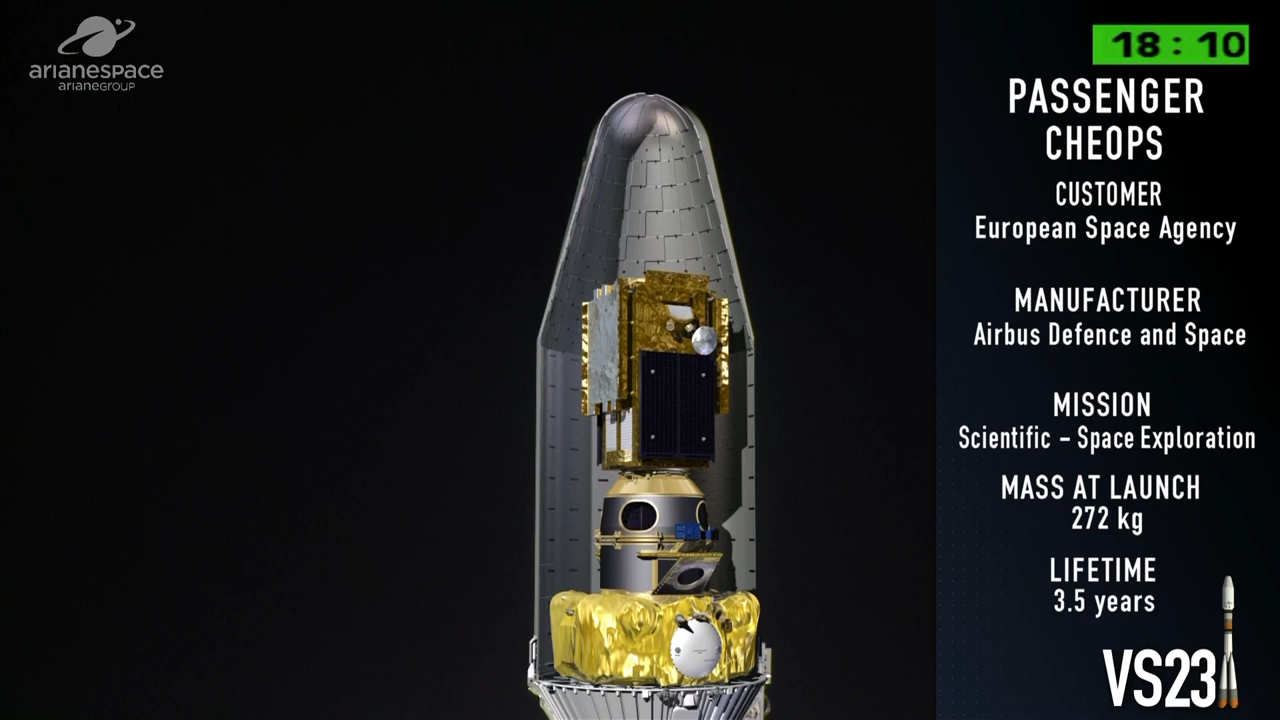 arianespace
arianeGROUP
18 : 10
PASSENGER
CHEOPS
CUSTOMER
European Space Agency
MANUFACTURER
Airbus Defence and Space
MISSION
Scientific - Space Exploration
MASS AT LAUNCH
272 kg
LIFETIME
3.5 years
VS23